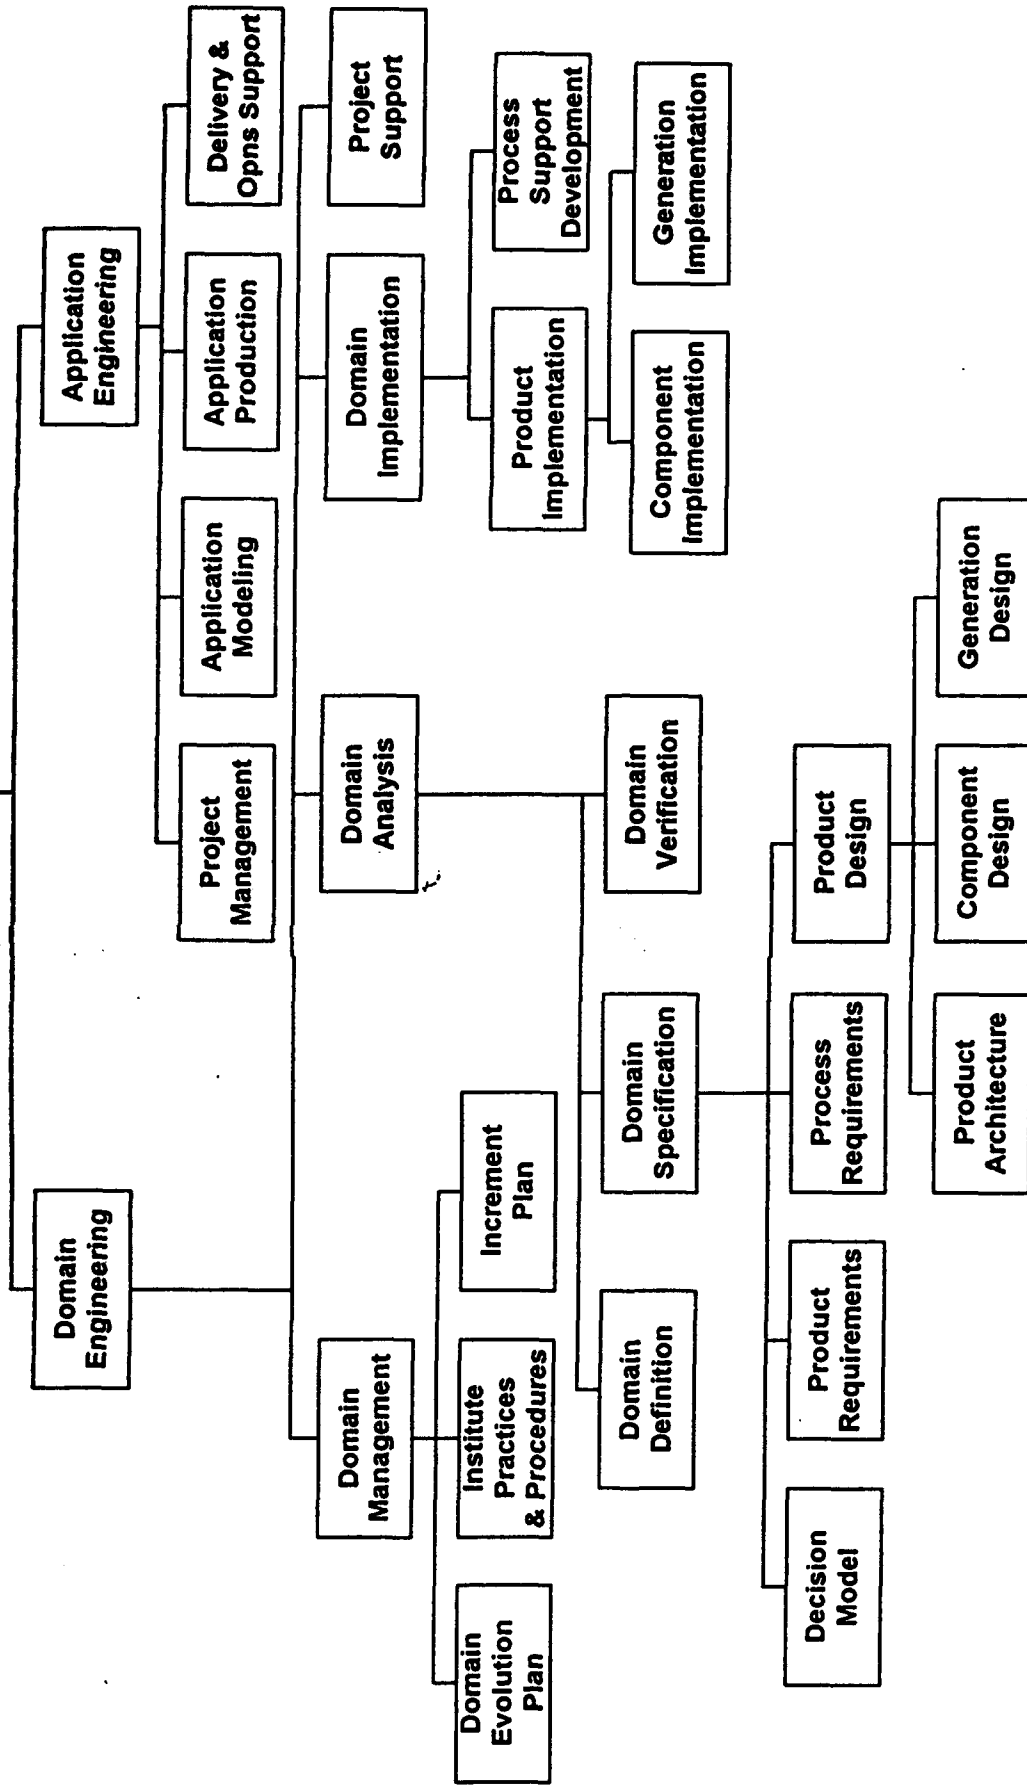 Domain
Engineering
Application
Engineering
Project
Management
Application
Modeling
Application
Production
Delivery &
Opns Support
Domain
Management
Domain
Analysis
Domain
Implementation
Project
Support
Domain
Evolution
Plan
Institute
Practices
& Procedures
Increment
Plan
Product
Implementation
Process
Support
Development
Domain
Definition
Domain
Specification
Domain
Verification
Component
Implementation
Generation
Implementation
Decision
Model
Product
Requirements
Process
Requirements
Product
Design
Product
Architecture
Component
Design
Generation
Design